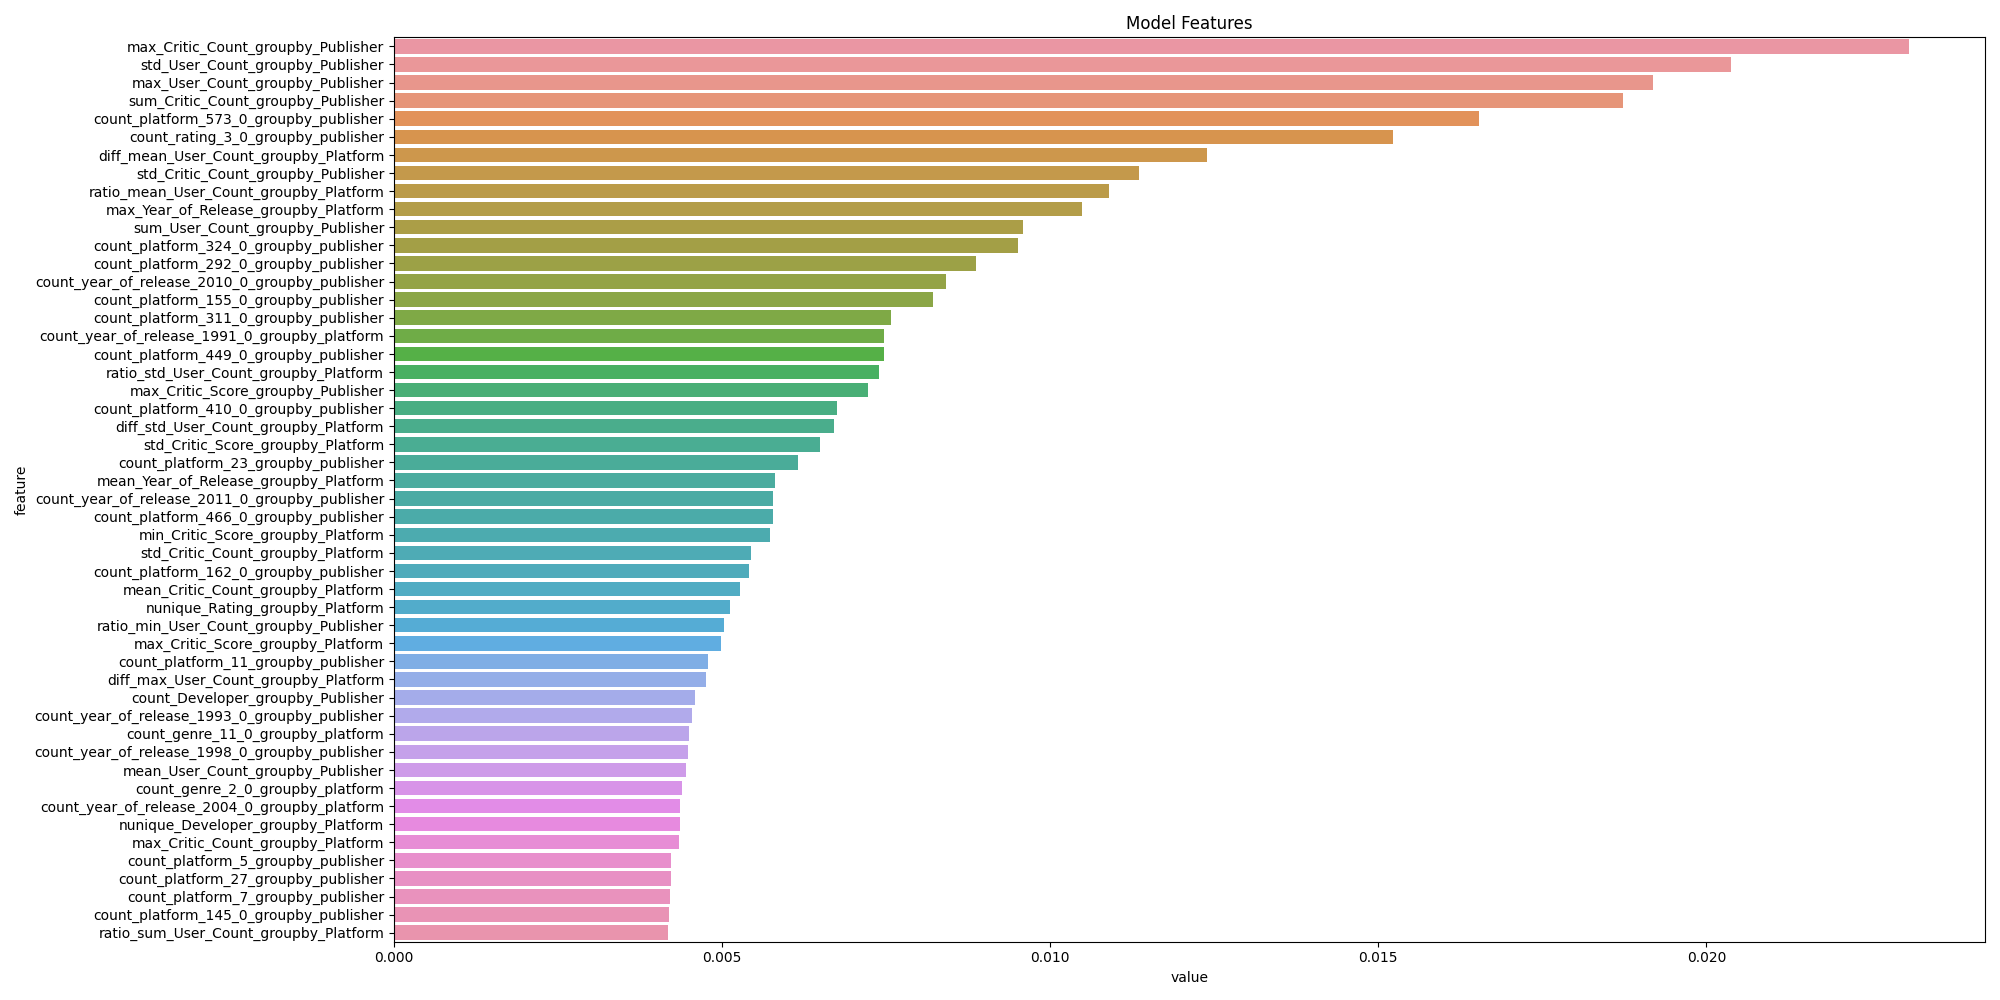 Model Features
max_Critic_Count_groupby_Publisher
std_User_Count_groupby_Publisher
max_User_Count_groupby_Publisher
sum_Critic_Count_groupby_Publisher
count_platform_573_0_groupby_publisher
count_rating_3_0_groupby_publisher
diff_mean_User_Count_groupby_Platform
std_Critic_Count_groupby_Publisher
ratio_mean_User_Count_groupby_Platform
max_Year_of_Release_groupby_Platform
sum_User_Count_groupby_Publisher
count_platform_324_0_groupby_publisher
count_platform_292_0_groupby_publisher
count_year_of_release_2010_0_groupby_publisher
count_platform_155_0_groupby_publisher
count_platform_311_0_groupby_publisher
count_year_of_release_1991_0_groupby_platform
count_platform_449_0_groupby_publisher
ratio_std_User_Count_groupby_Platform
max_Critic_Score_groupby_Publisher
count_platform_410_0_groupby_publisher
diff_std_User_Count_groupby_Platform
std_Critic_Score_groupby_Platform
count_platform_23_groupby_publisher
mean_Year_of_Release_groupby_Platform
count_year_of_release_2011_0_groupby_publisher
count_platform_466_0_groupby_publisher
min_Critic_Score_groupby_Platform
std_Critic_Count_groupby_Platform
count_platform_162_0_groupby_publisher
mean_Critic_Count_groupby_Platform
nunique_Rating_groupby_Platform
ratio_min_User_Count_groupby_Publisher
max_Critic_Score_groupby_Platform
count_platform_11_groupby_publisher
diff_max_User_Count_groupby_Platform
count_Developer_groupby_Publisher
count_year_of_release_1993_0_groupby_publisher
count_genre_11_0_groupby_platform
count_year_of_release_1998_0_groupby_publisher
mean_User_Count_groupby_Publisher
count_genre_2_0_groupby_platform
count_year_of_release_2004_0_groupby_platform
nunique_Developer_groupby_Platform
max_Critic_Count_groupby_Platform
count_platform_5_groupby_publisher
count_platform_27_groupby_publisher
count_platform_7_groupby_publisher
count_platform_145_0_groupby_publisher
ratio_sum_User_Count_groupby_Platform
feature
0.000 0.005 0.010 0.015 0.020
value